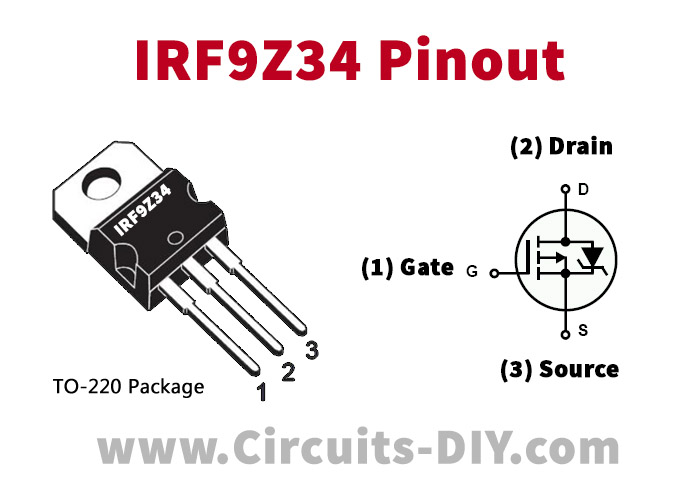 IRF9Z34 Pinout
(2) Drain
D
IRF9Z34
(1) Gate
G
S
(3) Source
3
2
1
TO-220 Package
www.Circuits-DIY.com